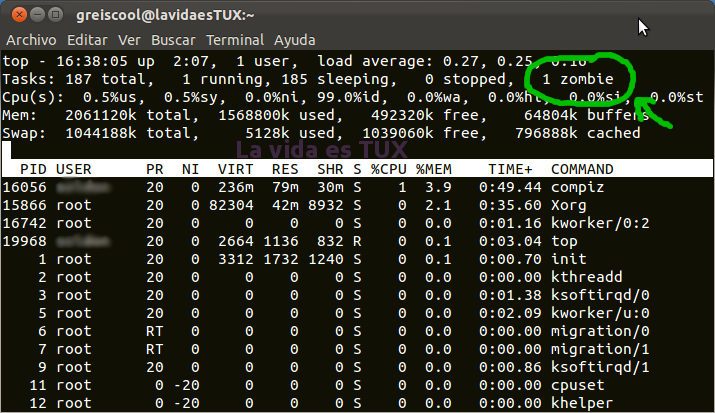 greiscool@lavidaesTUX:~
Archivo Editar Ver Buscar Terminal Ayuda
top - 16:38:05 up  2:07,  1 user,  load average: 0.27, 0.25, 0.16
Tasks: 187 total,   1 running, 185 sleeping,   0 stopped,   1 zombie
Cpu(s):  0.5%us,  0.5%sy,  0.0%ni, 99.0%id,  0.0%wa,  0.0%hi,  0.0%si,  0.0%st
Mem:   2061120k total,  1568800k used,   492320k free,    64804k buffers
Swap:  1044188k total,     5128k used,  1039060k free,   796888k cached
La vida es TUX
PID USER      PR  NI  VIRT  RES  SHR S %CPU %MEM    TIME+  COMMAND
16056           20   0  236m  79m  30m S    1  3.9   0:49.44 compiz
15866 root      20   0 82304  42m 8932 S    0  2.1   0:35.60 Xorg
16742 root      20   0     0    0    0 S    0  0.0   0:01.16 kworker/0:2
19968           20   0  2664 1136  832 R    0  0.1   0:03.04 top
1 root      20   0  3312 1732 1240 S    0  0.1   0:00.70 init
2 root      20   0     0    0    0 S    0  0.0   0:00.00 kthreadd
3 root      20   0     0    0    0 S    0  0.0   0:01.38 ksoftirqd/0
5 root      20   0     0    0    0 S    0  0.0   0:02.09 kworker/u:0
6 root      RT   0     0    0    0 S    0  0.0   0:00.00 migration/0
7 root      RT   0     0    0    0 S    0  0.0   0:00.00 migration/1
9 root      20   0     0    0    0 S    0  0.0   0:00.86 ksoftirqd/1
11 root       0 -20     0    0    0 S    0  0.0   0:00.00 cpuset
12 root       0 -20     0    0    0 S    0  0.0   0:00.00 khelper